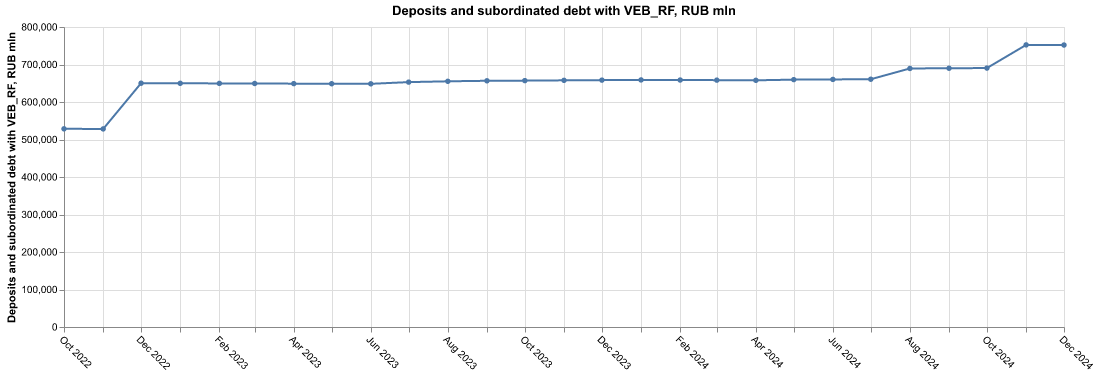 Deposits and subordinated debt with VEB_RF, RUB mln
Deposits and subordinated debt with VEB_RF, RUB mln
800,000
700,000
600,000
500,000
400,000
300,000
200,000
100,000
0
Oct 2022
Dec 2022
Feb 2023
Apr 2023
Jun 2023
Aug 2023
Oct 2023
Dec 2023
Feb 2024
Apr 2024
Jun 2024
Aug 2024
Oct 2024
Dec 2024